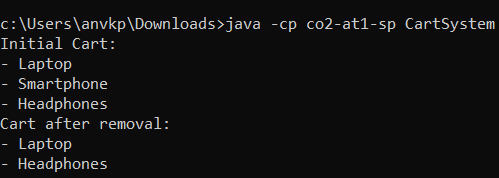 c:\Users\anvkp\Downloads>java -cp co2-at1-sp CartSystem
Initial Cart:
- Laptop
- Smartphone
- Headphones
Cart after removal:
- Laptop
- Headphones